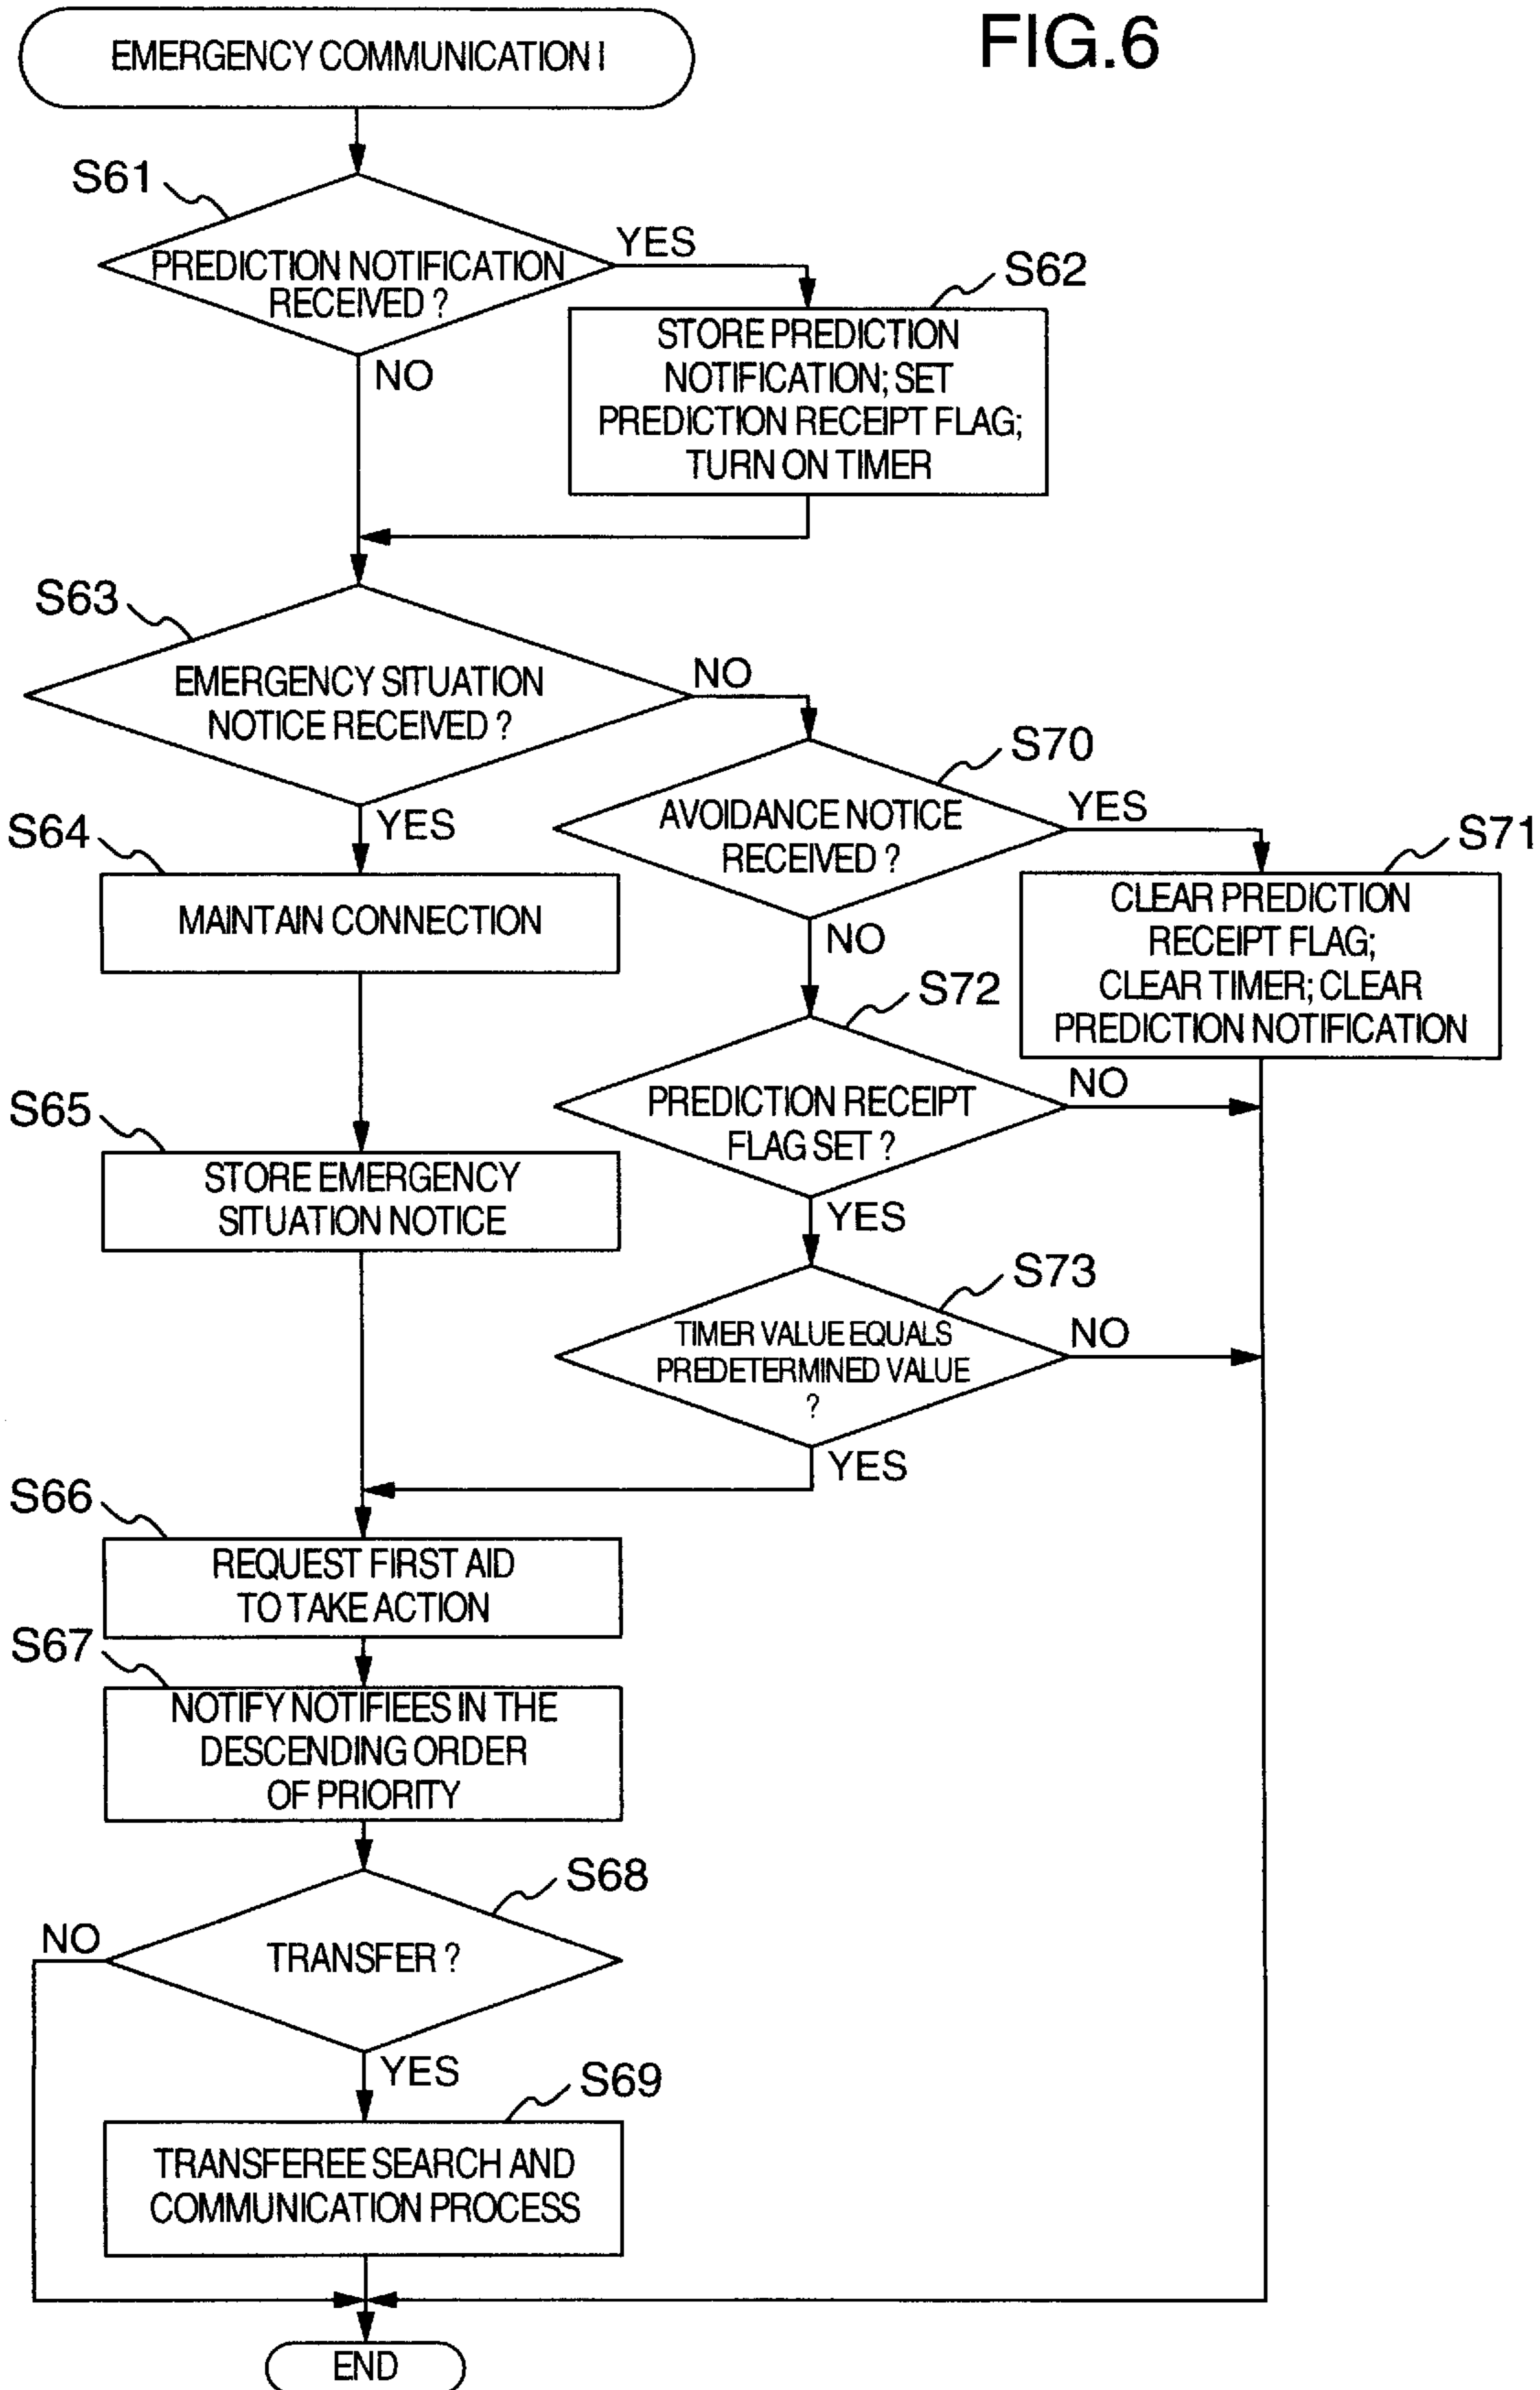 FIG.6
EMERGENCY COMMUNICATION I
S61
PREDICTION NOTIFICATION
RECEIVED ?
YES
NO
S62
STORE PREDICTION
NOTIFICATION; SET
PREDICTION RECEIPT FLAG;
TURN ON TIMER
S63
EMERGENCY SITUATION
NOTICE RECEIVED ?
NO
YES
S70
AVOIDANCE NOTICE
RECEIVED ?
YES
NO
S71
CLEAR PREDICTION
RECEIPT FLAG;
CLEAR TIMER; CLEAR
PREDICTION NOTIFICATION
S64
MAINTAIN CONNECTION
S72
PREDICTION RECEIPT
FLAG SET ?
NO
YES
S65
STORE EMERGENCY
SITUATION NOTICE
S73
TIMER VALUE EQUALS
PREDETERMINED VALUE
?
NO
YES
S66
REQUEST FIRST AID
TO TAKE ACTION
S67
NOTIFY NOTIFIEES IN THE
DESCENDING ORDER
OF PRIORITY
S68
TRANSFER ?
NO
YES
S69
TRANSFEREE SEARCH AND
COMMUNICATION PROCESS
END